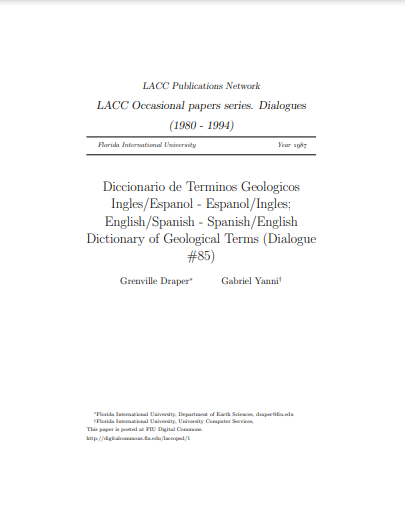 LACC Publications Network
LACC Occasional papers series. Dialogues
(1980 - 1994)
Florida International University Year 1987
Diccionario de Terminos Geologicos
Ingles/Espanol - Espanol/Ingles;
English/Spanish - Spanish/English
Dictionary of Geological Terms (Dialogue
#85)
Grenville Draper* Gabriel Yanni†
*Florida International University, Department of Earth Sciences, draper@fiu.edu
†Florida International University, University Computer Services,
This paper is posted at FIU Digital Commons.
http://digitalcommons.fiu.edu/laccopsd/1